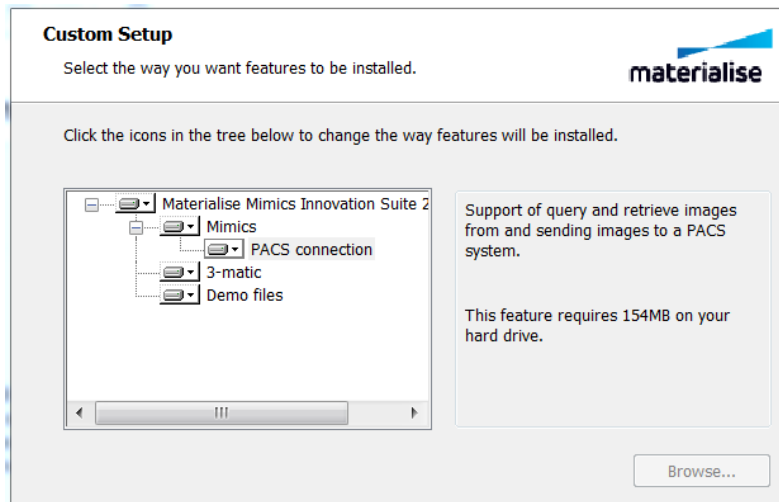 Custom Setup
Select the way you want features to be installed.
materialise
Click the icons in the tree below to change the way features will be installed.
Materialise Mimics Innovation Suite 2
Mimics
PACS connection
3-matic
Demo files
Support of query and retrieve images
from and sending images to a PACS
system.
This feature requires 154MB on your
hard drive.
Browse...